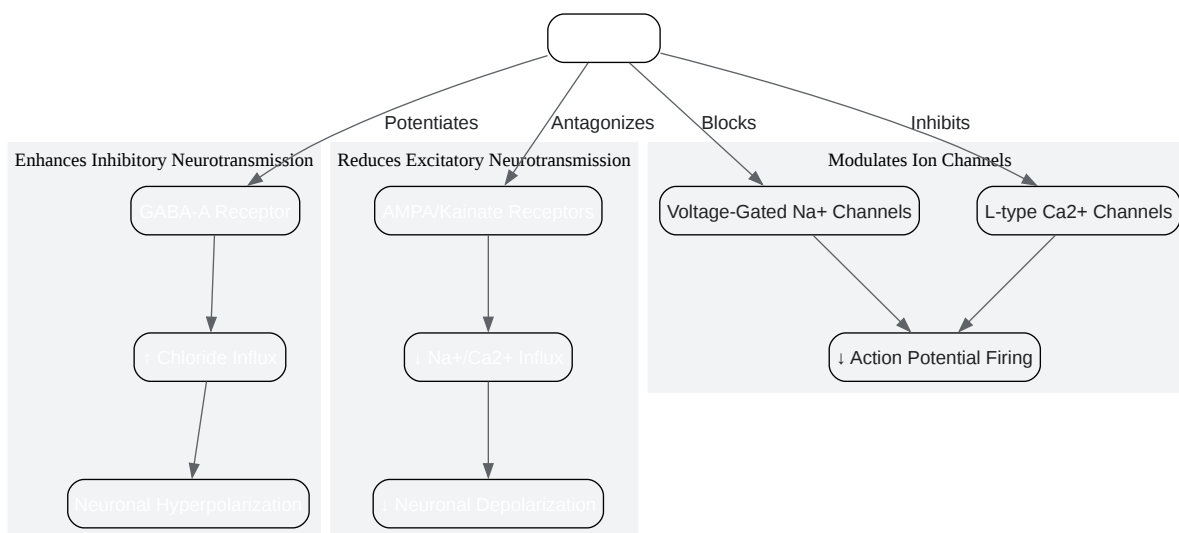 Potentiates
Antagonizes
Blocks
Inhibits
Enhances Inhibitory Neurotransmission
Reduces Excitatory Neurotransmission
Modulates Ion Channels
GABA-A Receptor
AMPA/Kainate Receptors
Voltage-Gated Na+ Channels
L-type Ca2+ Channels
↑ Chloride Influx
↓ Na+/Ca2+ Influx
↓ Action Potential Firing
Neuronal Hyperpolarization
↓ Neuronal Depolarization